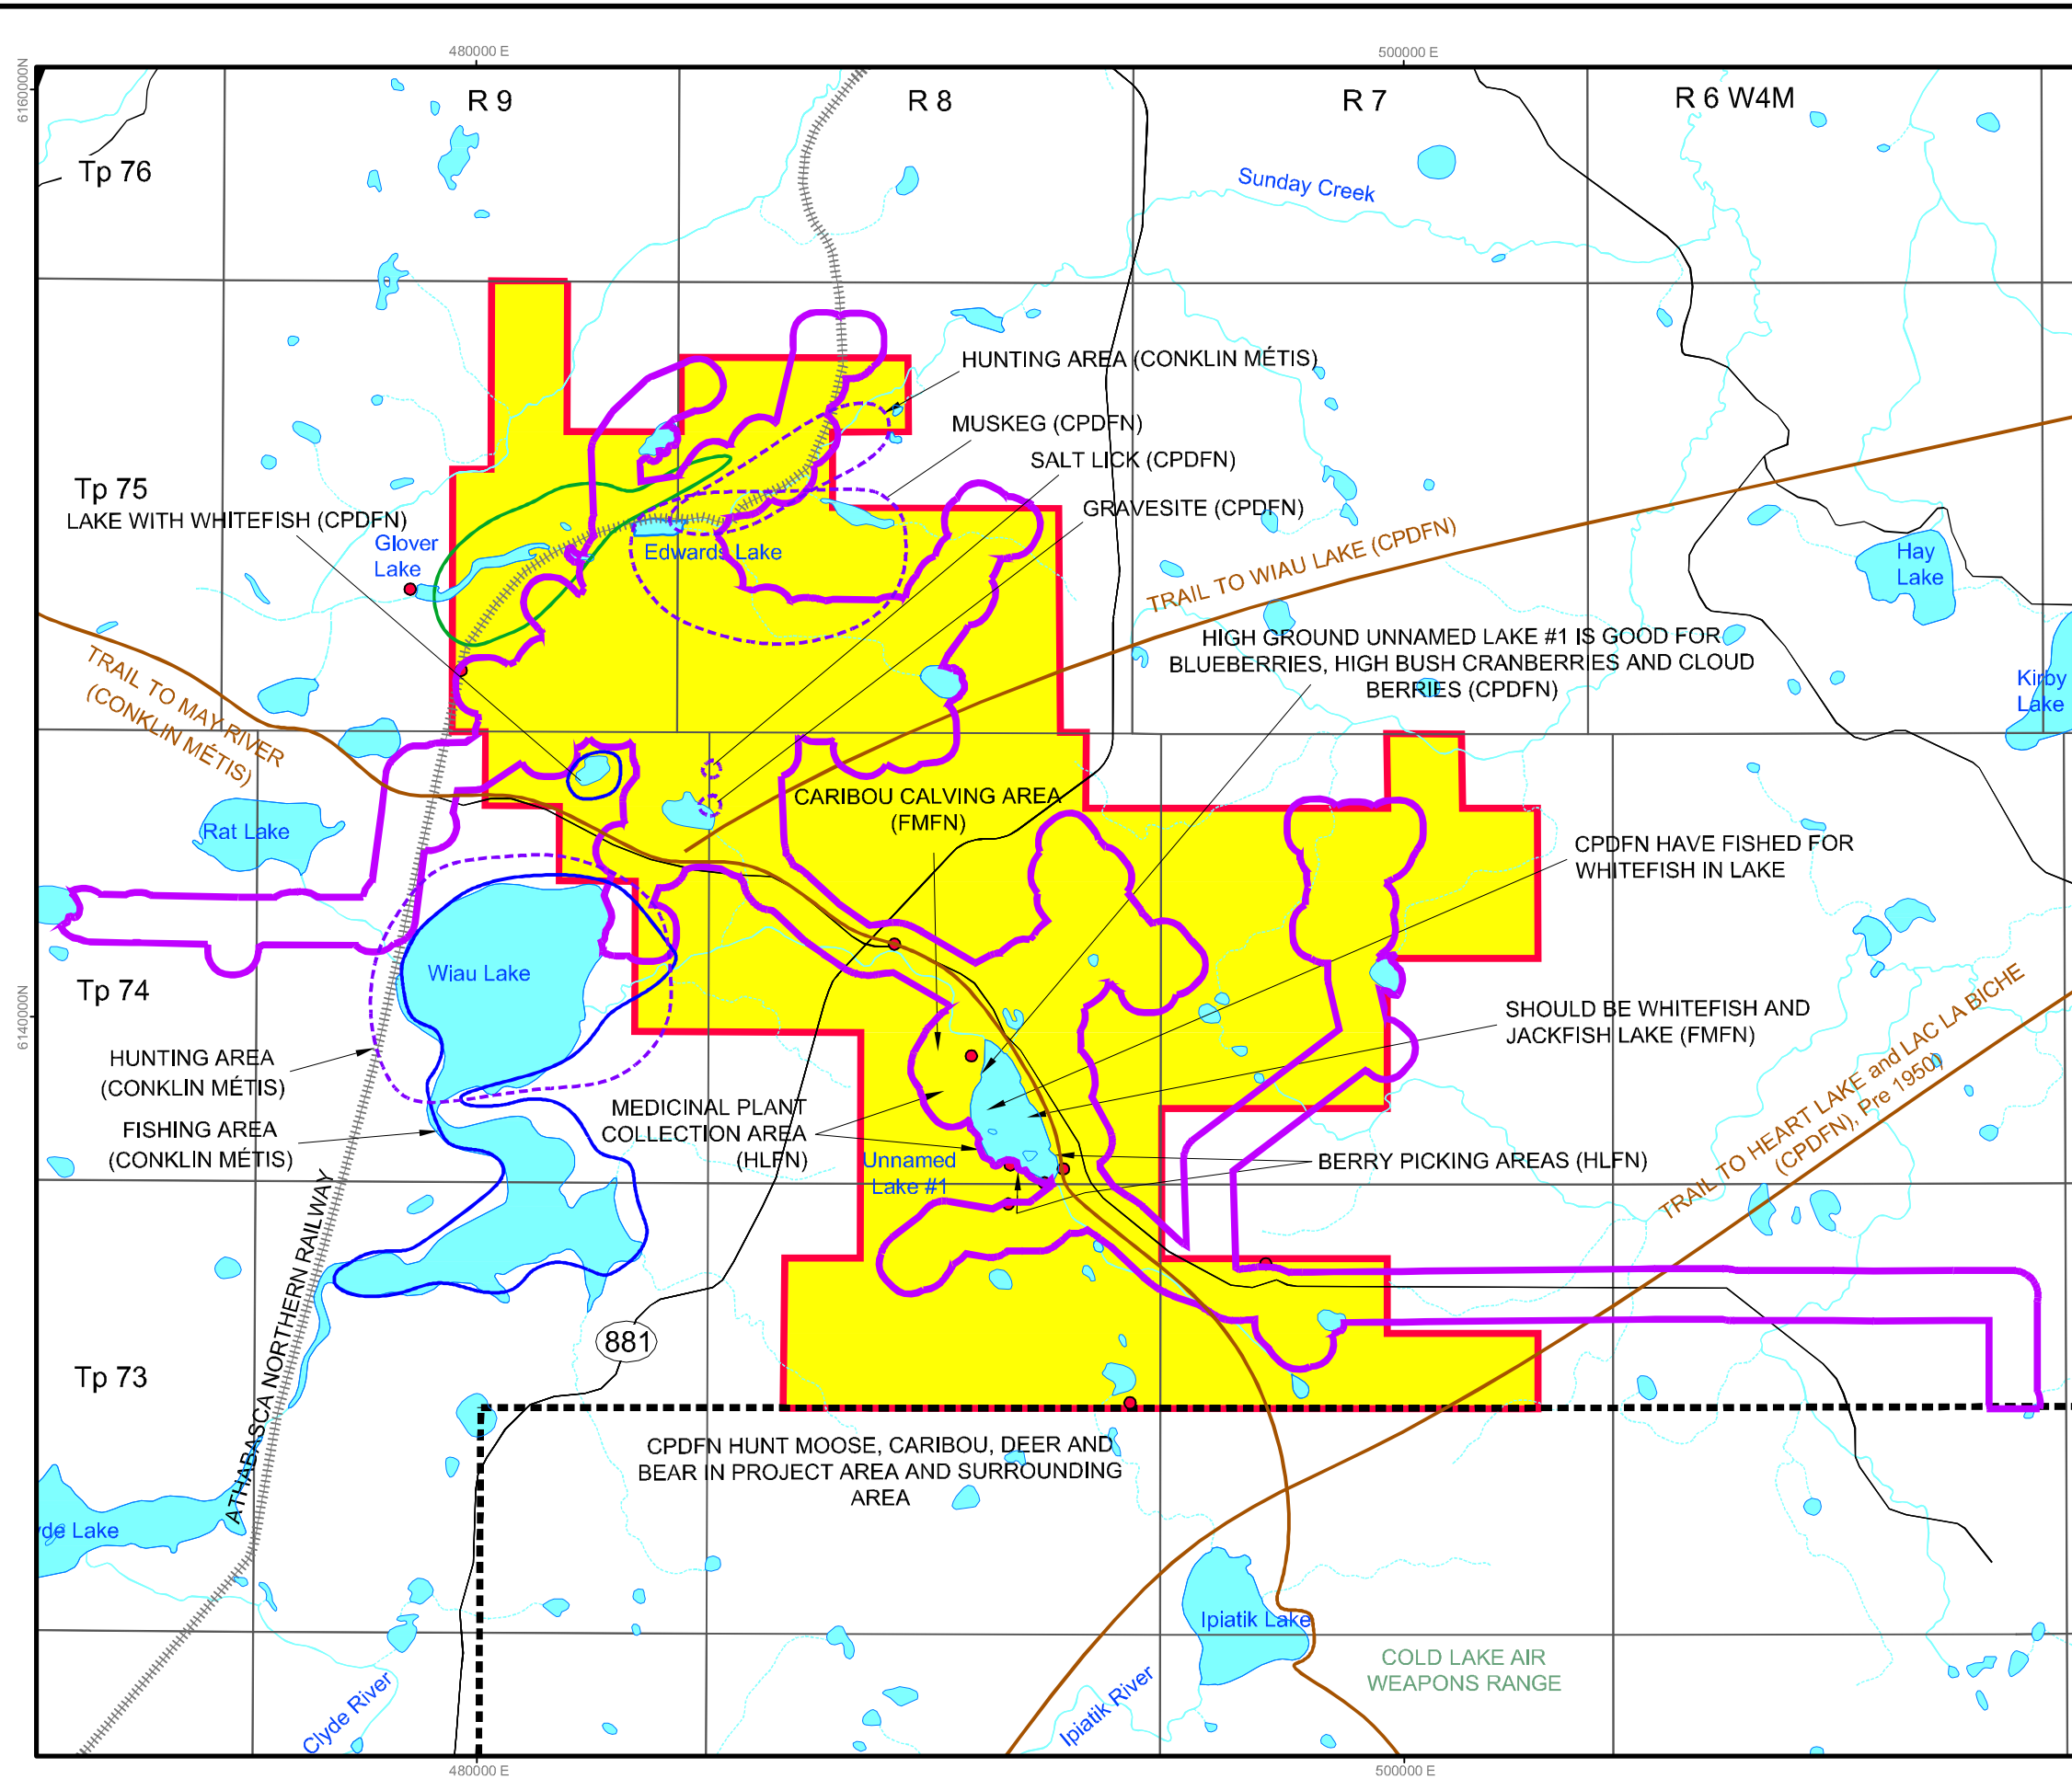 480000 E
500000 E
6160000N
R 9
R 8
R 7
R 6 W4M
Tp 76
Sunday Creek
HUNTING AREA (CONKLIN MÉTIS)
MUSKEG (CPDFN)
SALT LICK (CPDFN)
GRAVESITE (CPDFN)
Tp 75
LAKE WITH WHITEFISH (CPDFN)
Glover
Lake
Edwards Lake
Hay
Lake
TRAIL TO WIAU LAKE (CPDFN)
HIGH GROUND UNNAMED LAKE #1 IS GOOD FOR
BLUEBERRIES, HIGH BUSH CRANBERRIES AND CLOUD
BERRIES (CPDFN)
Kirby
Lake
TRAIL TO MAY RIVER
(CONKLIN MÉTIS)
Rat Lake
CARIBOU CALVING AREA
(FMFN)
CPDFN HAVE FISHED FOR
WHITEFISH IN LAKE
Wiau Lake
Tp 74
6140000N
SHOULD BE WHITEFISH AND
JACKFISH LAKE (FMFN)
HUNTING AREA
(CONKLIN MÉTIS)
MEDICINAL PLANT
COLLECTION AREA
(HLFN)
FISHING AREA
(CONKLIN MÉTIS)
Unnamed
Lake #1
BERRY PICKING AREAS (HLFN)
TRAIL TO HEART LAKE and LAC LA BICHE
(CPDFN), Pre 1950)
ATHABASCA NORTHERN RAILWAY
881
Tp 73
CPDFN HUNT MOOSE, CARIBOU, DEER AND
BEAR IN PROJECT AREA AND SURROUNDING
AREA
yde Lake
Ipiatik Lake
COLD LAKE AIR
WEAPONS RANGE
Clyde River
Ipiatik River
480000 E
500000 E